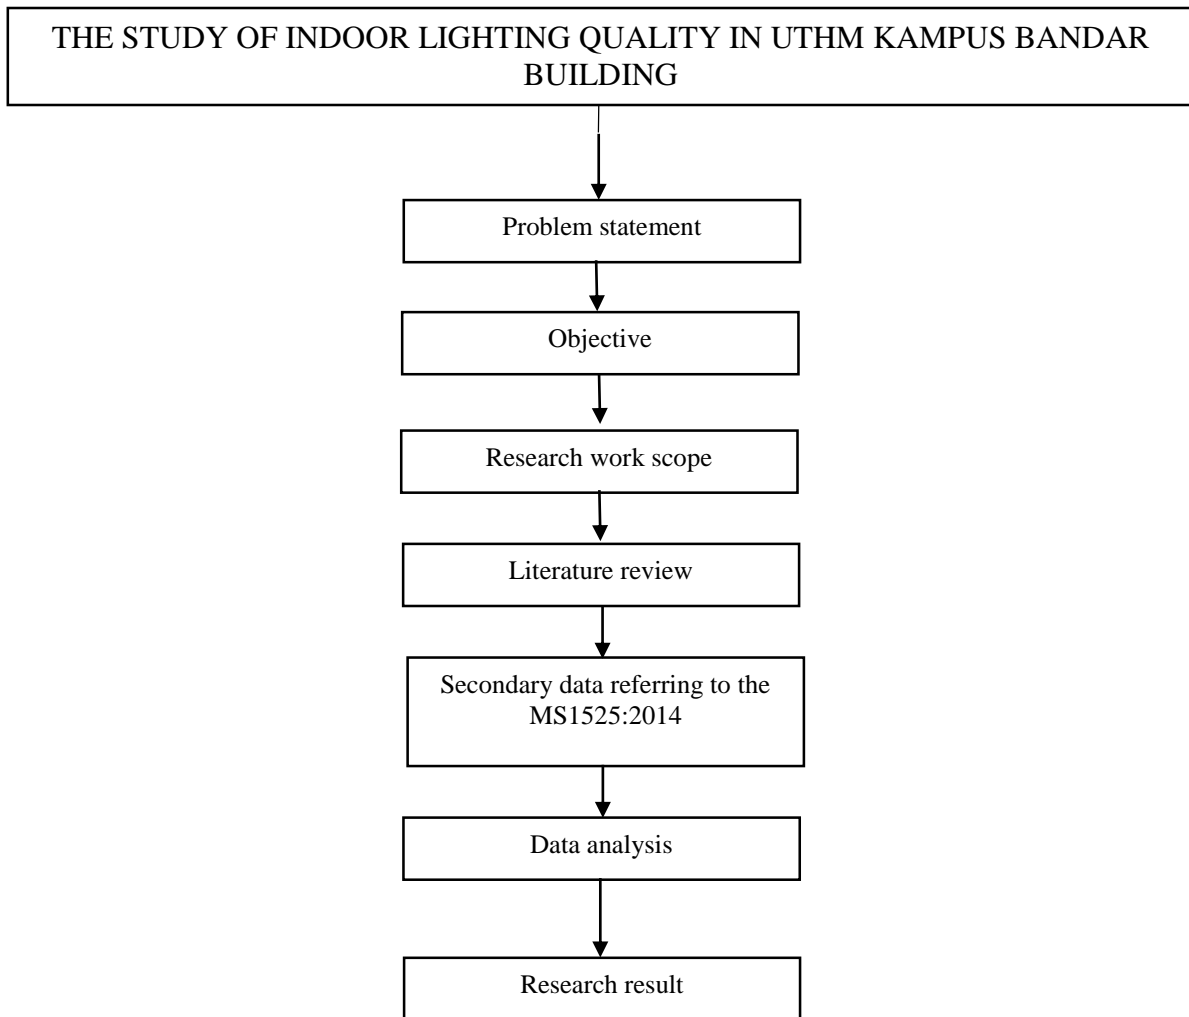 THE STUDY OF INDOOR LIGHTING QUALITY IN UTHM KAMPUS BANDAR
BUILDING
Problem statement
Objective
Research work scope
Literature review
Secondary data referring to the
MS1525:2014
Data analysis
Research result